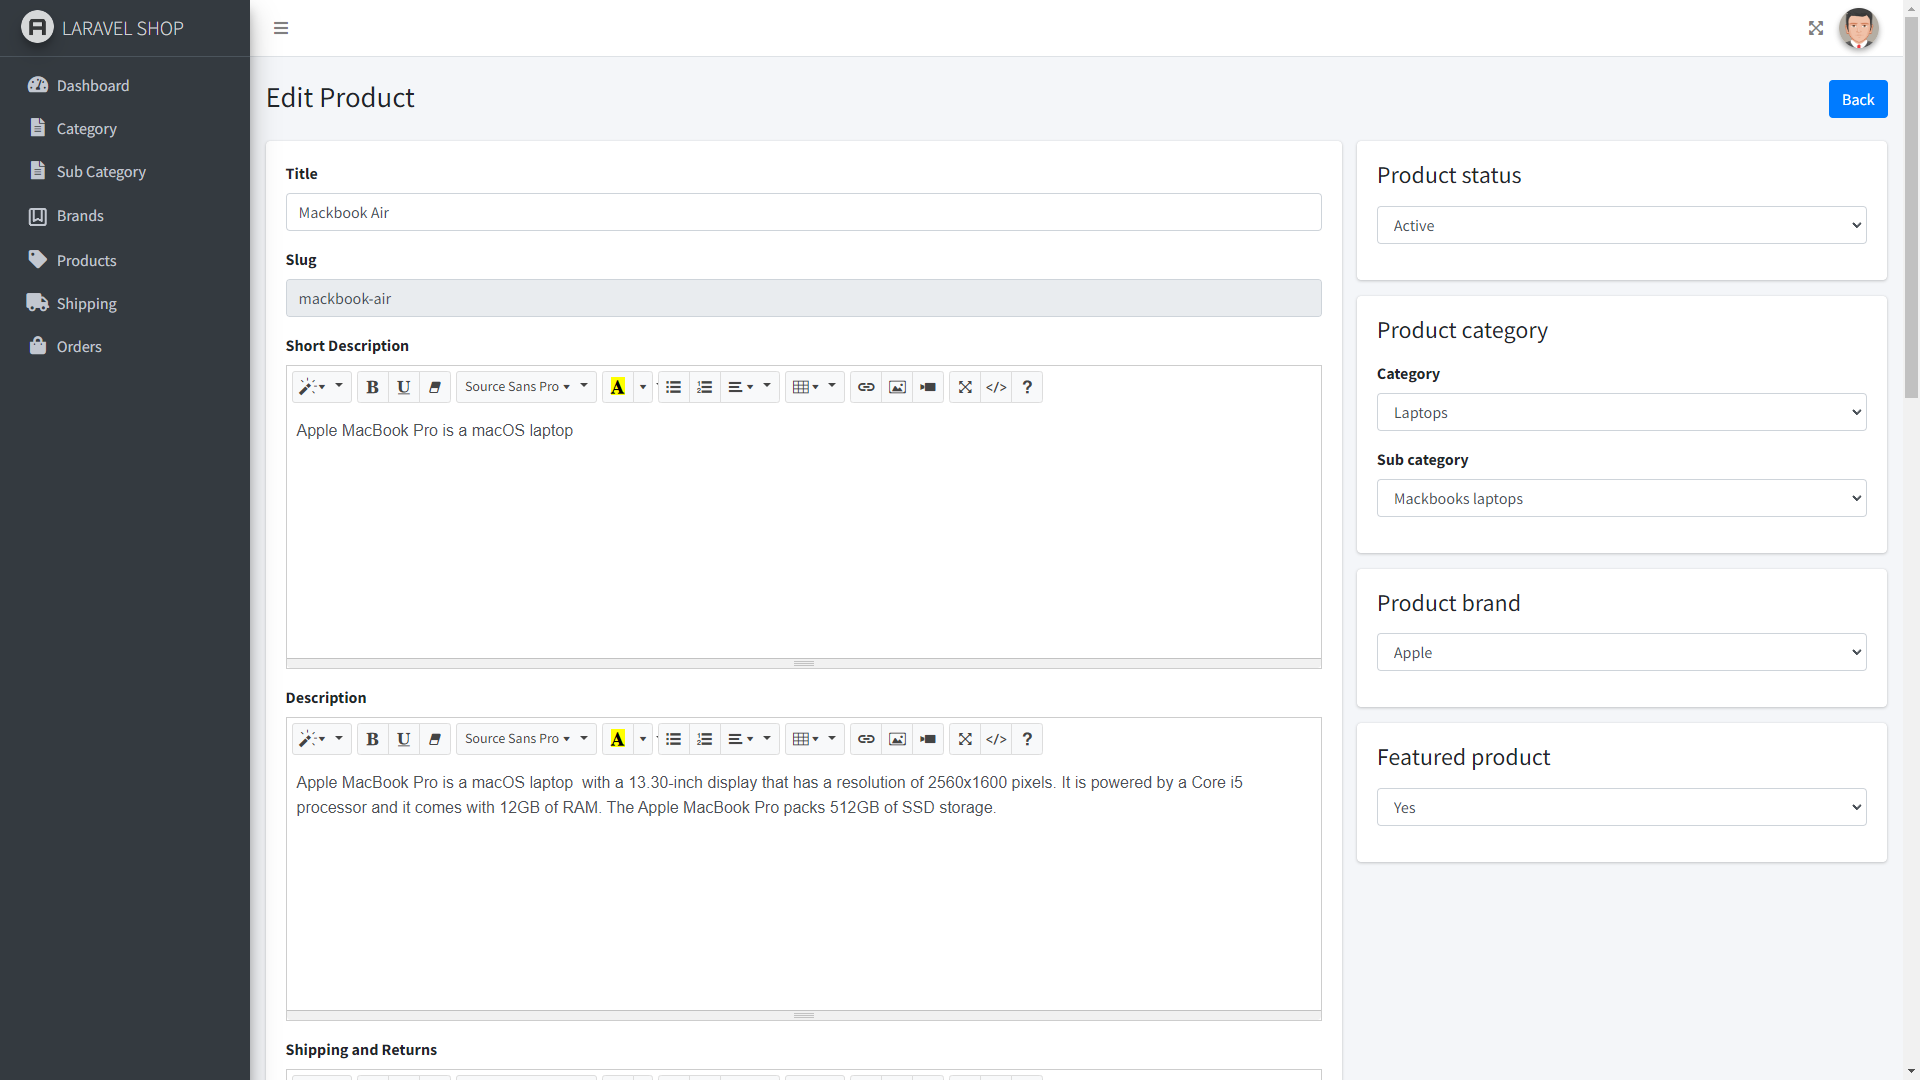 LARAVEL SHOP
Dashboard
Category
Sub Category
Brands
Products
Shipping
Orders
Edit Product
Back
Title
Mackbook Air
Slug
mackbook-air
Short Description
B U Source Sans Pro A </> ?
Apple MacBook Pro is a macOS laptop
Description
B U Source Sans Pro A </> ?
Apple MacBook Pro is a macOS laptop  with a 13.30-inch display that has a resolution of 2560x1600 pixels. It is powered by a Core i5
processor and it comes with 12GB of RAM. The Apple MacBook Pro packs 512GB of SSD storage.
Shipping and Returns
Product status
Active
Product category
Category
Laptops
Sub category
Mackbooks laptops
Product brand
Apple
Featured product
Yes